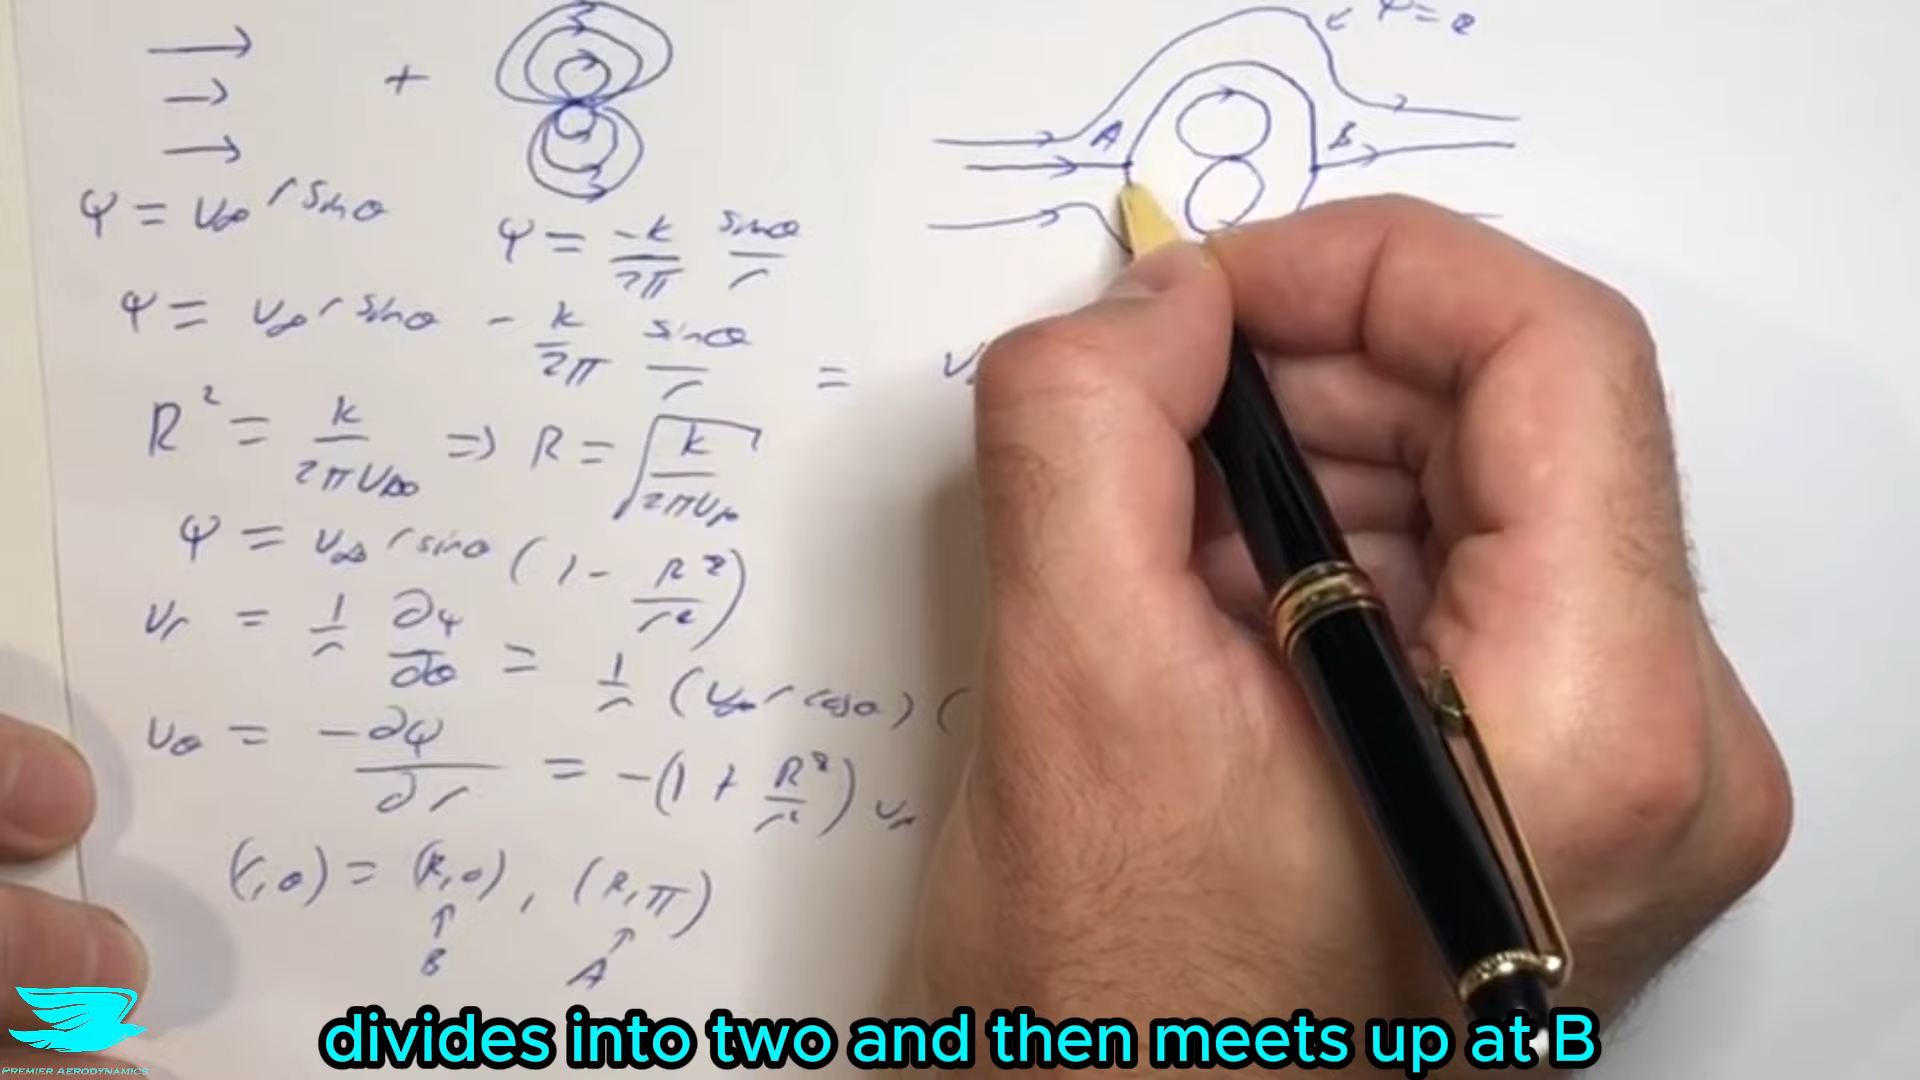 ψ = c
+
A B
ψ = V∞ r sinθ
ψ = -k/2π sinθ/r
ψ = V∞ r sinθ - k/2π sinθ/r =
R² = k/2πV∞ => R = √k/2πV∞
ψ = V∞ r sinθ (1 - R²/r²)
Vr = 1/r ∂ψ/∂θ = 1/r (V∞ r cosθ) (
Vθ = -∂ψ/∂r = -(1 + R²/r²) V∞
(r,θ) = (R,0), (R,π)
↑ ↑
B A
PREMIER AERODYNAMICS
divides into two and then meets up at B